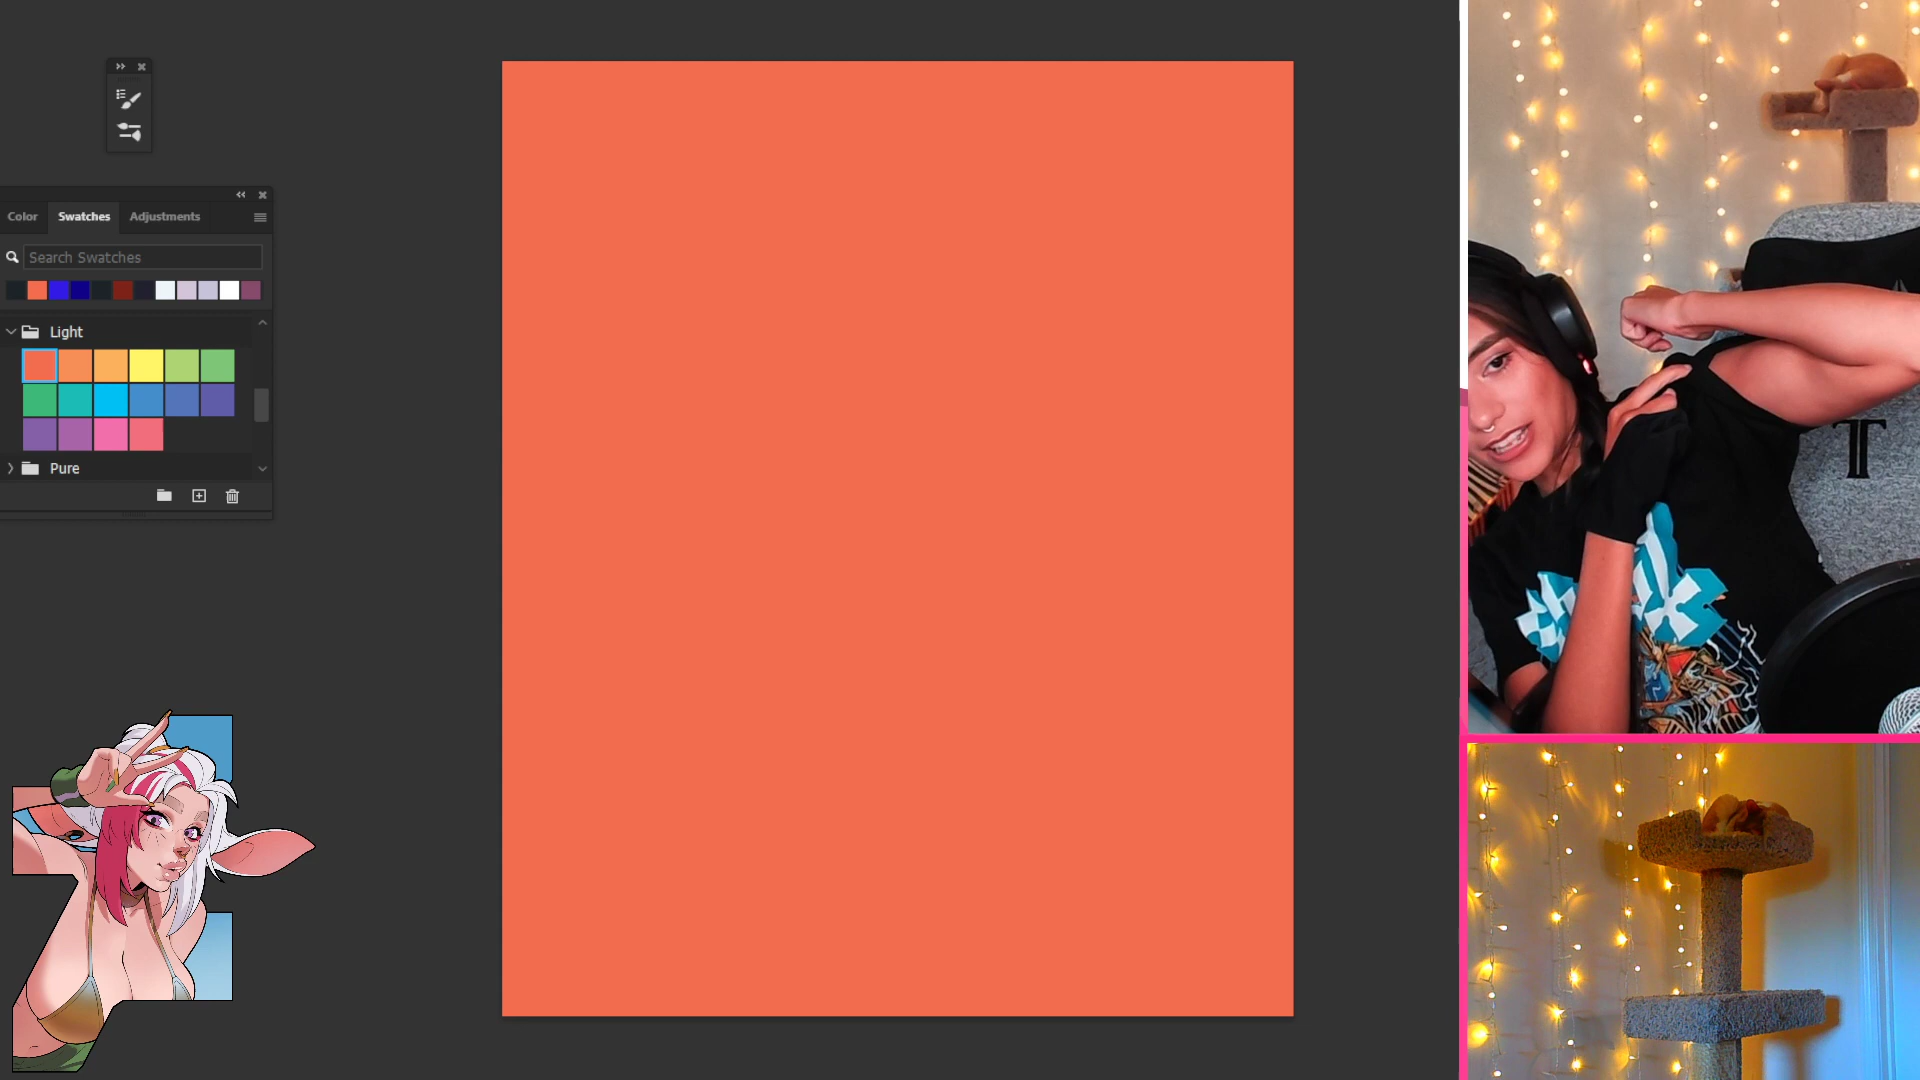 Color
Swatches
Adjustments
Search Swatches
Light
Pure
T